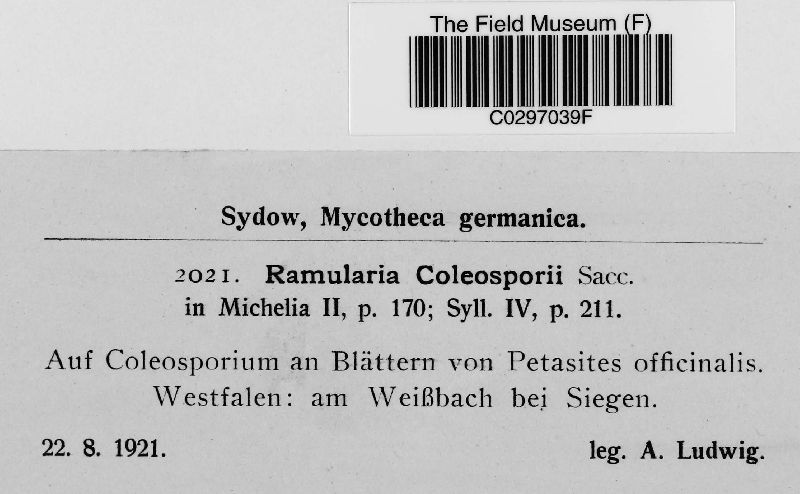 The Field Museum (F)
C0297039F
Sydow, Mycotheca germanica.
2021. Ramularia Coleosporii Sacc.
in Michelia II, p. 170; Syll. IV, p. 211.
Auf Coleosporium an Blättern von Petasites officinalis.
Westfalen: am Weißbach bei Siegen.
22. 8. 1921. leg. A. Ludwig.